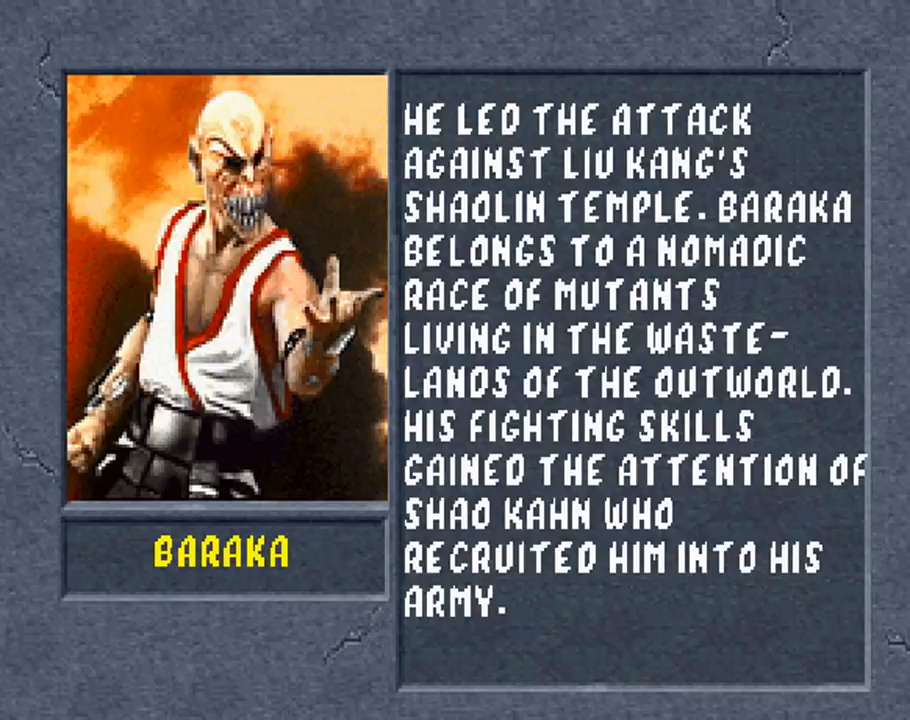 HE LED THE ATTACK
AGAINST LIU KANG'S
SHAOLIN TEMPLE. BARAKA
BELONGS TO A NOMADIC
RACE OF MUTANTS
LIVING IN THE WASTE-
LANDS OF THE OUTWORLD.
HIS FIGHTING SKILLS
GAINED THE ATTENTION OF
SHAO KAHN WHO
RECRUITED HIM INTO HIS
ARMY.
BARAKA